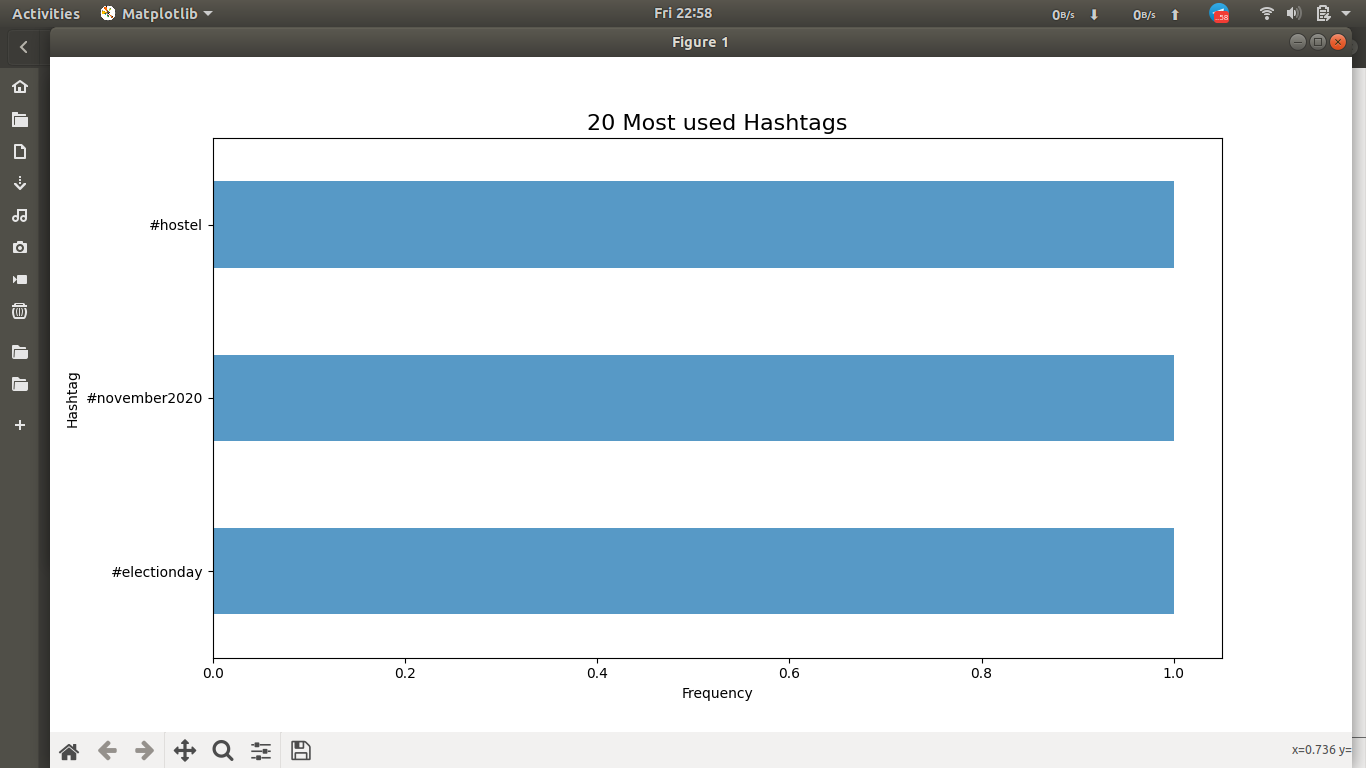 Activities Matplotlib Fri 22:58 0B/s 0B/s 58
Figure 1
20 Most used Hashtags
#hostel
#november2020
#electionday
Hashtag
0.0 0.2 0.4 0.6 0.8 1.0
Frequency
x=0.736 y=